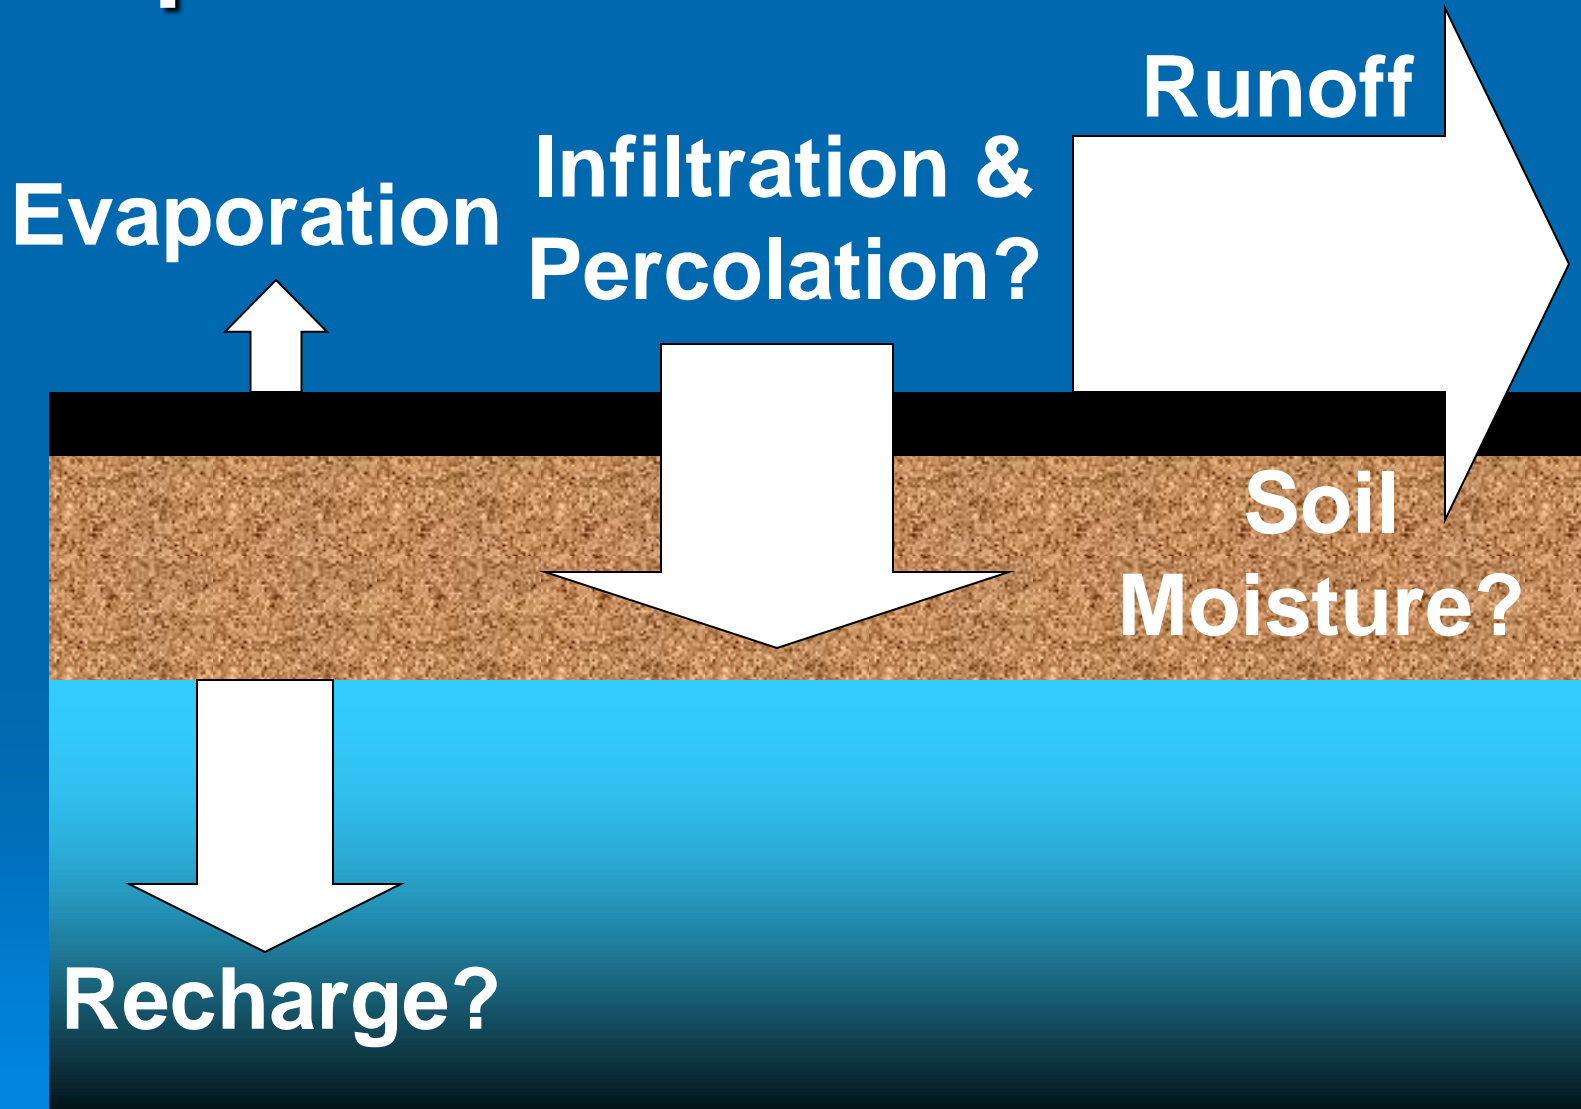 Runoff
Infiltration &
Percolation?
Evaporation
Soil
Moisture?
Recharge?